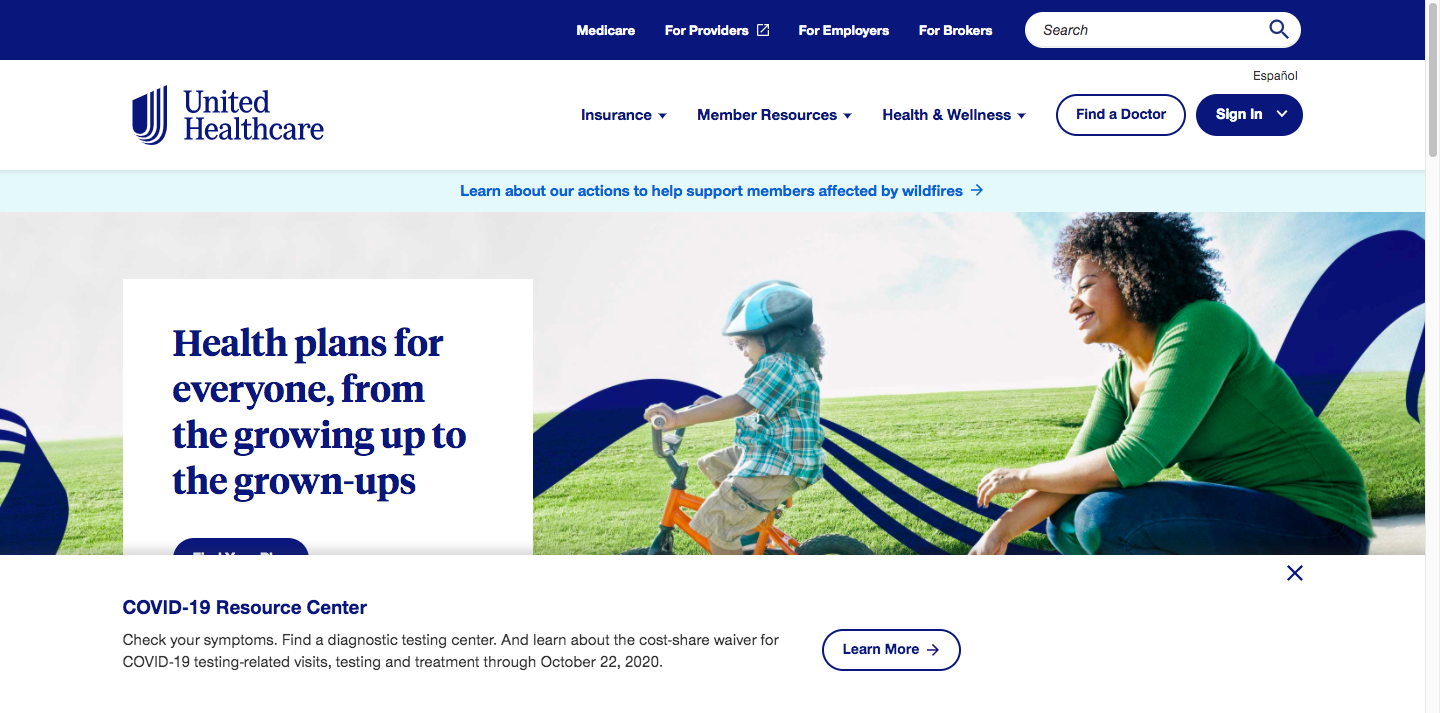 Medicare For Providers For Employers For Brokers Search
Español
United
Healthcare
Insurance Member Resources Health & Wellness Find a Doctor Sign In
Learn about our actions to help support members affected by wildfires
Health plans for
everyone, from
the growing up to
the grown-ups
COVID-19 Resource Center
Check your symptoms. Find a diagnostic testing center. And learn about the cost-share waiver for
COVID-19 testing-related visits, testing and treatment through October 22, 2020.
Learn More